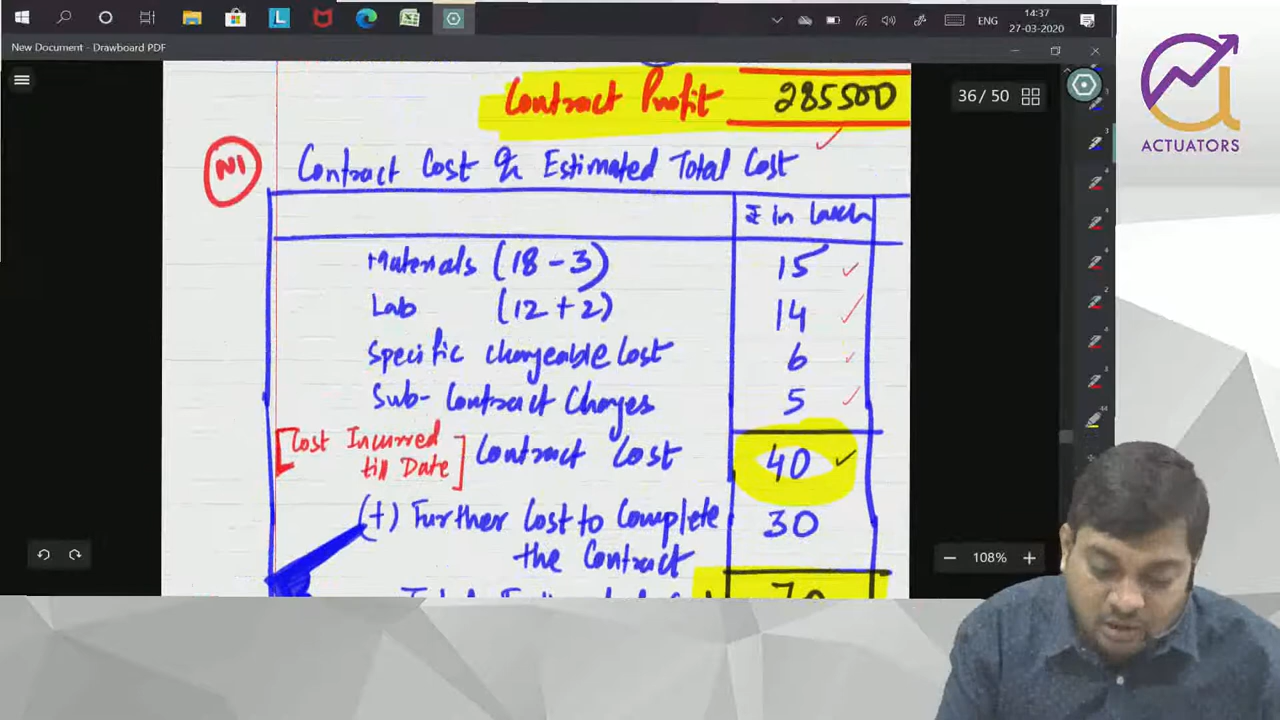 14:37
ENG
27-03-2020
New Document - Drawboard PDF
Contract Profit 285500
36 / 50
ACTUATORS
N1
Contract Cost & Estimated Total Cost
₹ in Lakh
Materials (18 - 3) 15
Lab (12 + 2) 14
Specific chargeable Cost 6
Sub-Contract Charges 5
[Cost Incurred till Date] Contract Cost 40
(+) Further Cost to Complete 30
the Contract
108%
70